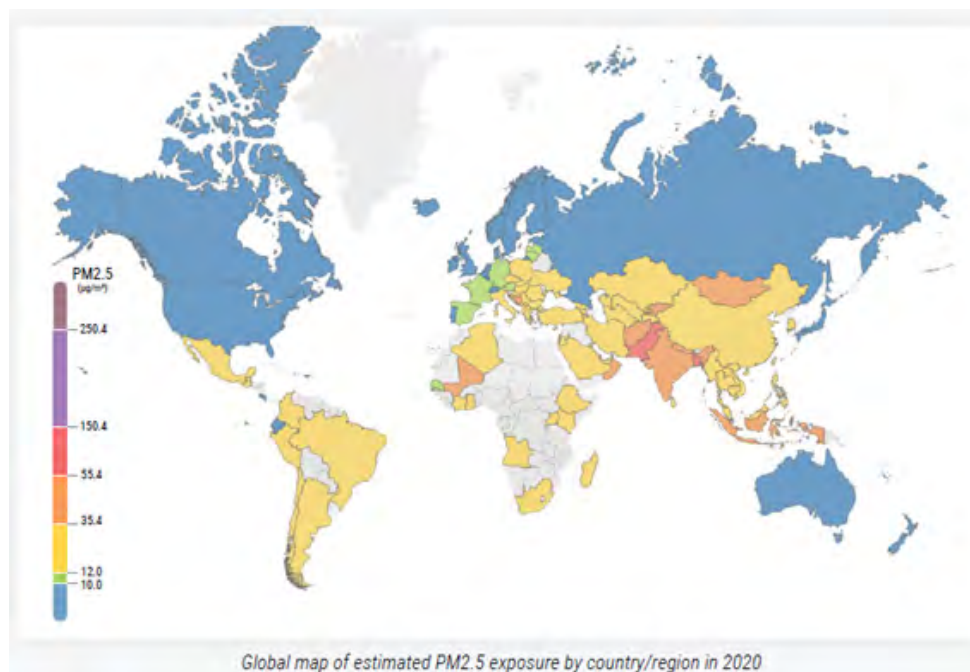 PM2.5
(µg/m³)
250.4
150.4
55.4
35.4
12.0
10.0
Global map of estimated PM2.5 exposure by country/region in 2020